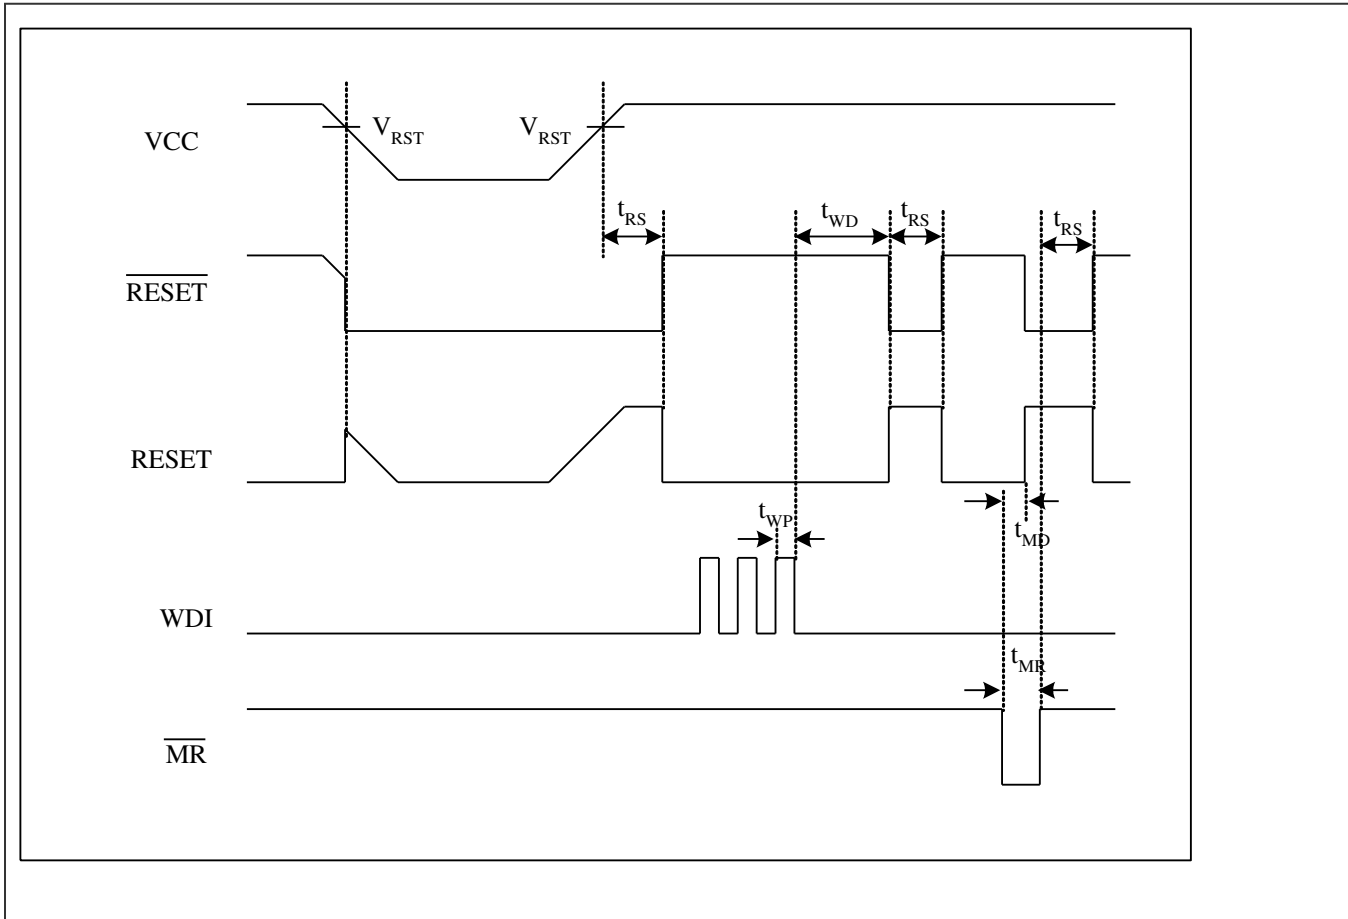 VCC
V_RST
V_RST
t_RS
t_WD
t_RS
t_RS
RESET
RESET
t_WP
t_MD
WDI
t_MR
MR